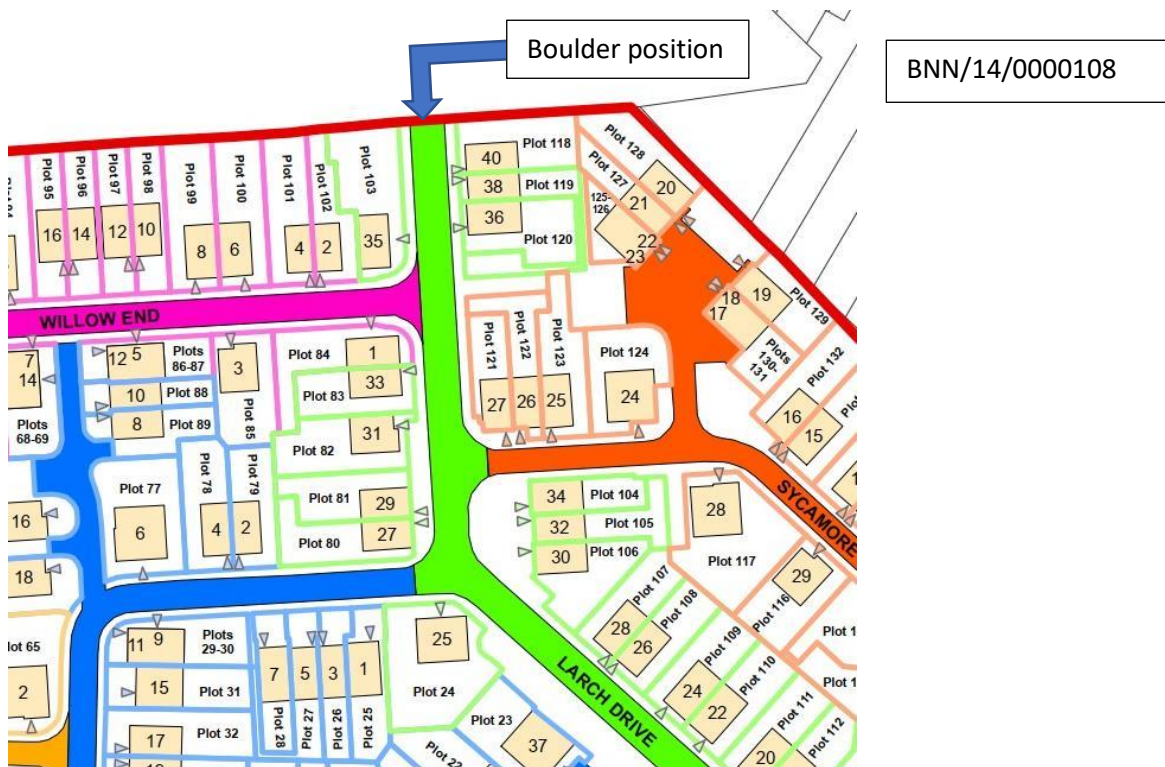 Boulder position
BNN/14/0000108
Plot 95
Plot 96
Plot 97
Plot 98
Plot 99
Plot 100
Plot 101
Plot 102
Plot 103
16
14
12
10
8
6
4
2
35
40
38
36
Plot 118
Plot 119
Plot 120
125-
126
Plot 127
Plot 128
20
21
22
23
WILLOW END
7
14
Plots
68-69
12
5
Plots
86-87
10
Plot 88
8
Plot 89
3
Plot 85
Plot 84
1
33
Plot 83
31
Plot 82
Plot 81
29
Plot 80
27
Plot 121
Plot 122
Plot 123
Plot 124
27
26
25
24
18
17
19
Plot 129
Plots
130-
131
Plot 132
16
15
Plot 77
6
Plot 78
Plot 79
4
2
16
18
34
Plot 104
32
Plot 105
30
Plot 106
28
Plot 117
SYCAMORE
29
Plot 116
Plot 107
Plot 108
28
26
Plot 109
Plot 110
24
22
Plot 111
Plot 112
20
LARCH DRIVE
2
11
9
Plots
29-30
15
Plot 31
17
Plot 32
7
5
3
1
Plot 28
Plot 27
Plot 26
Plot 25
25
Plot 24
Plot 23
37